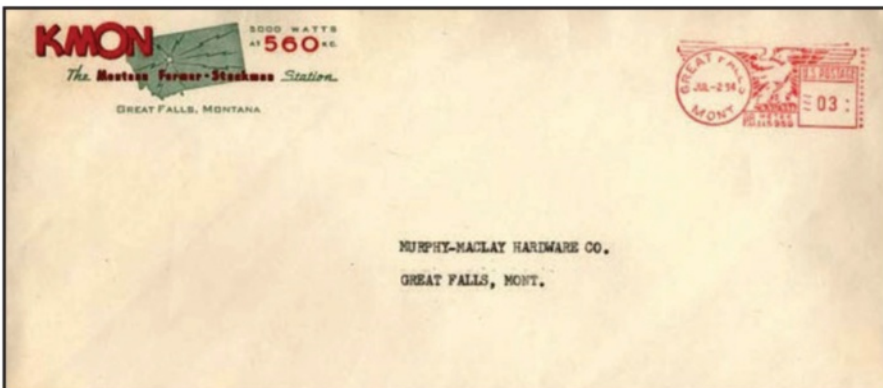 KMON
5000 WATTS
AT 560 K.C.
The Montana Farmer-Stockman Station
GREAT FALLS, MONTANA
GREAT FALLS
MONT
JUL-2 '54
U.S. POSTAGE
03
MURPHY-MACLAY HARDWARE CO.
GREAT FALLS, MONT.